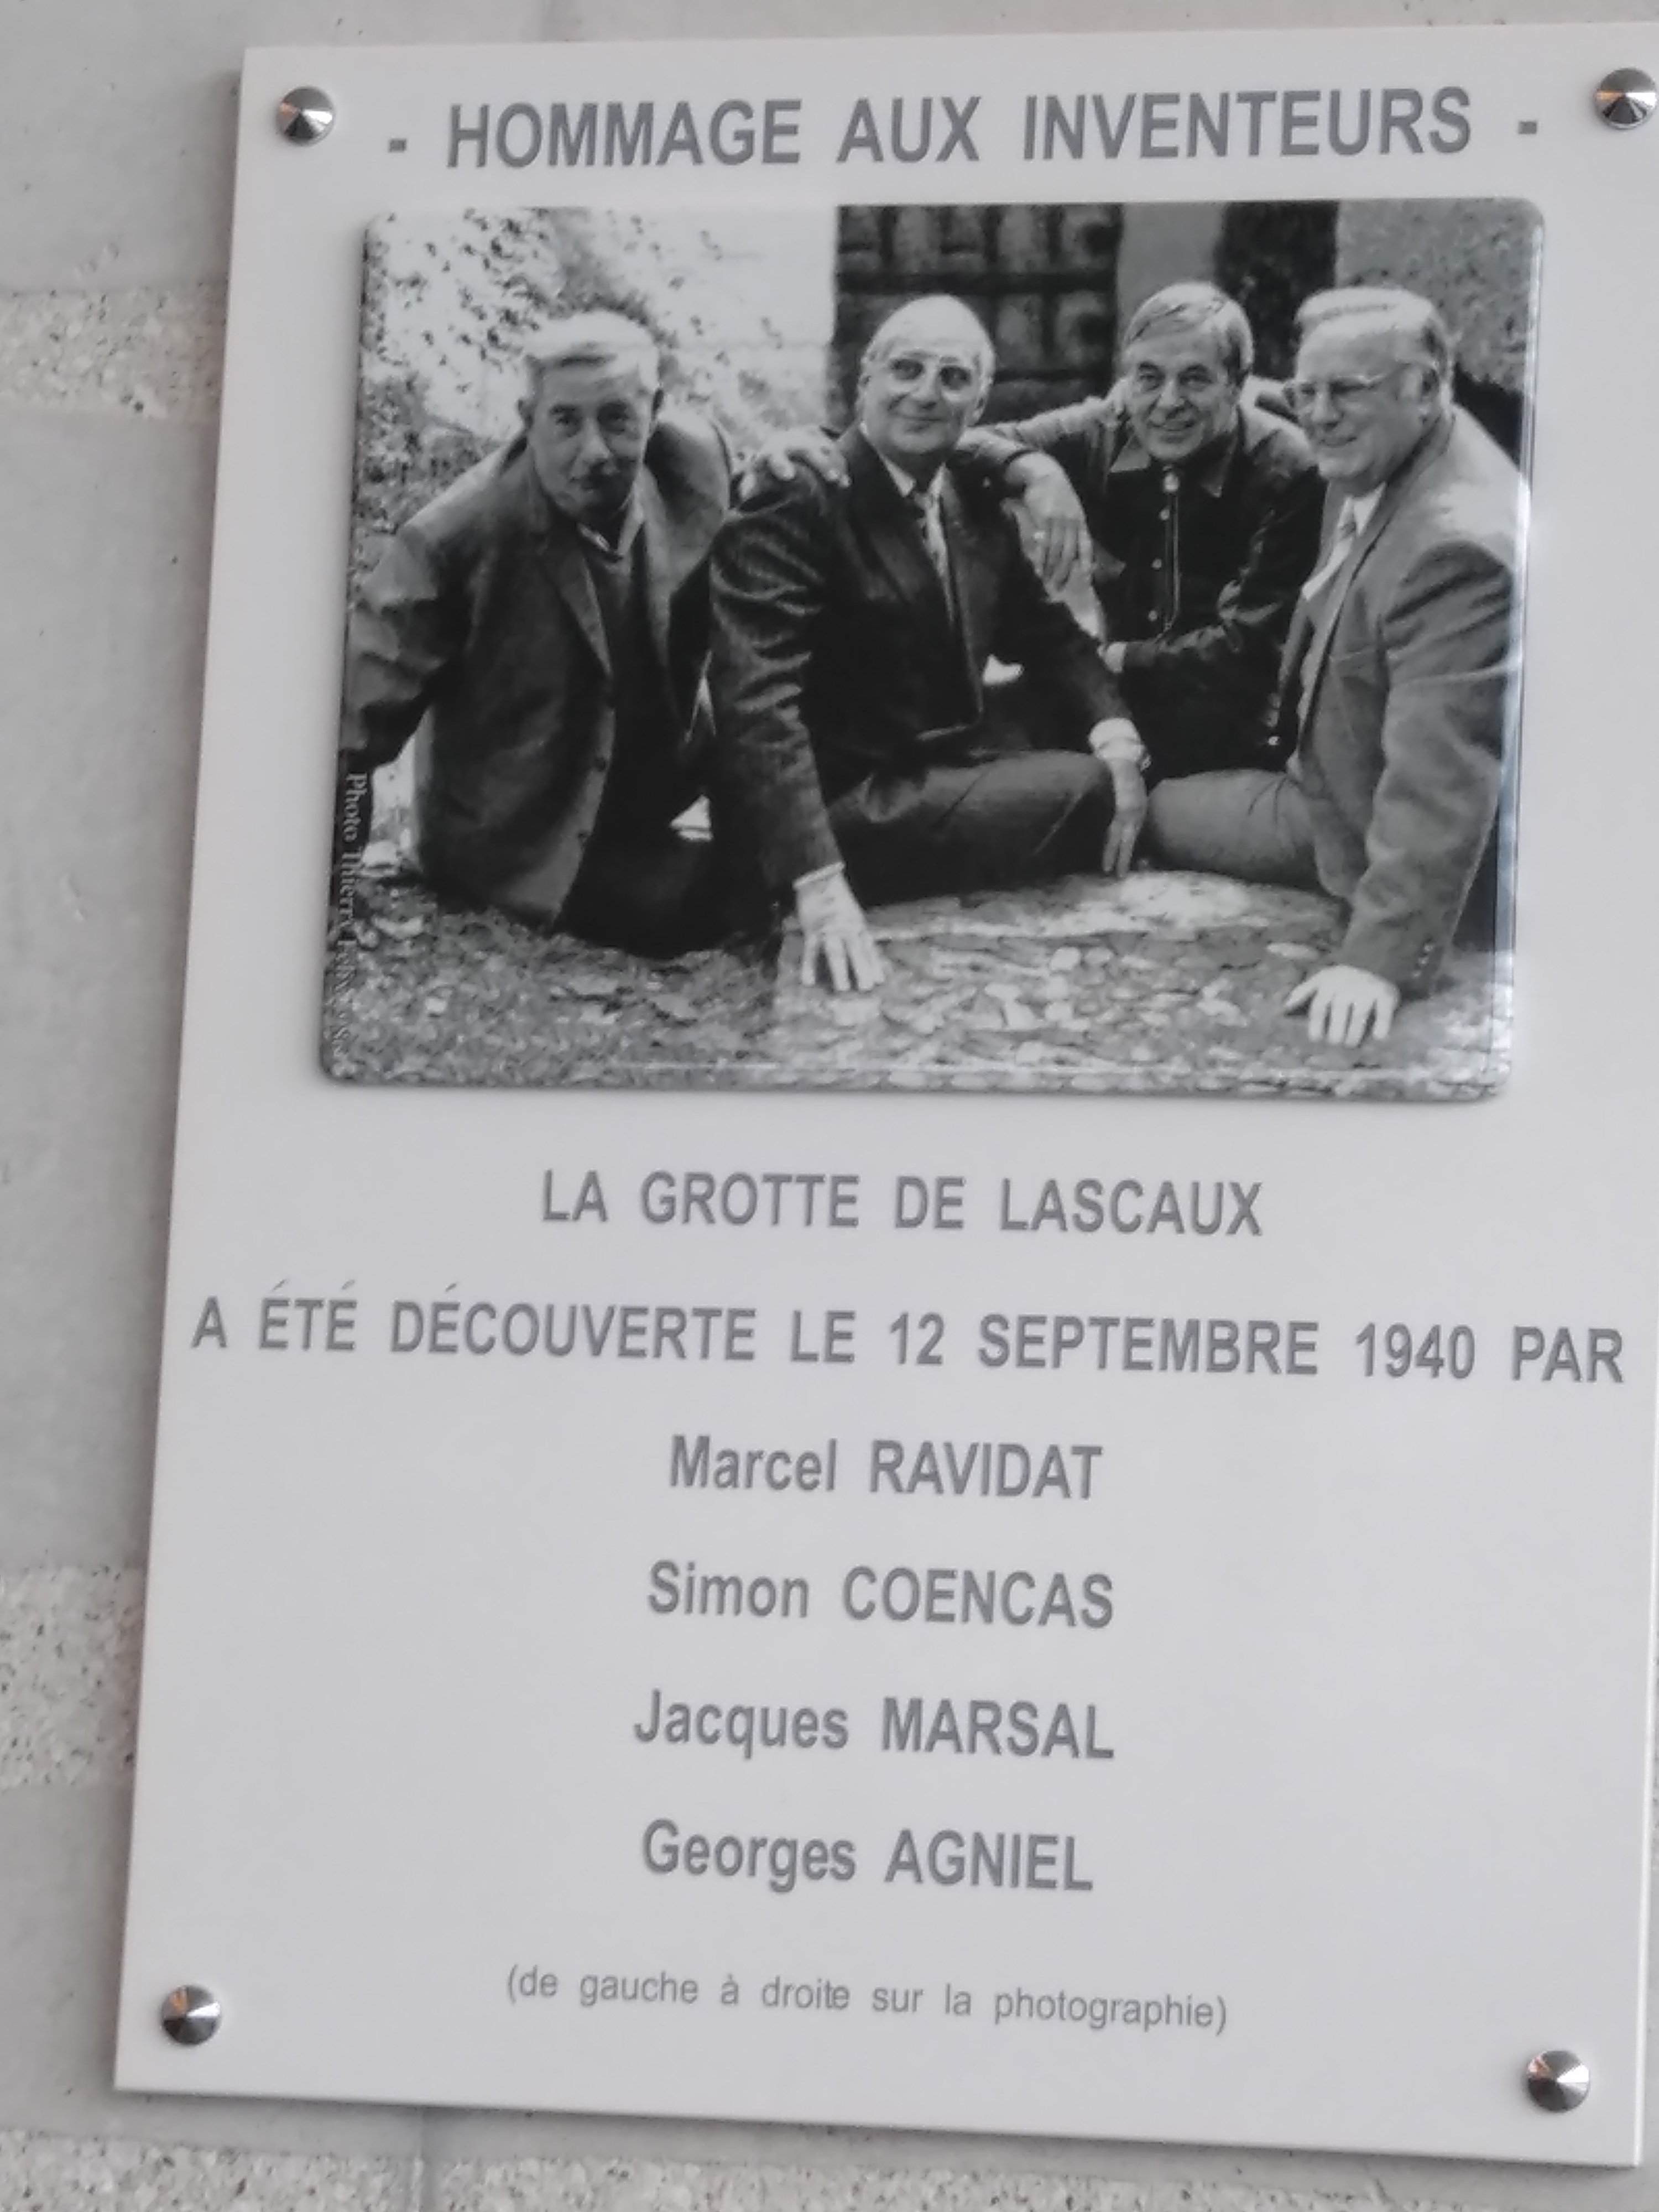 - HOMMAGE AUX INVENTEURS -
Photo
LA GROTTE DE LASCAUX
A ÉTÉ DÉCOUVERTE LE 12 SEPTEMBRE 1940 PAR
Marcel RAVIDAT
Simon COENCAS
Jacques MARSAL
Georges AGNIEL
(de gauche à droite sur la photographie)